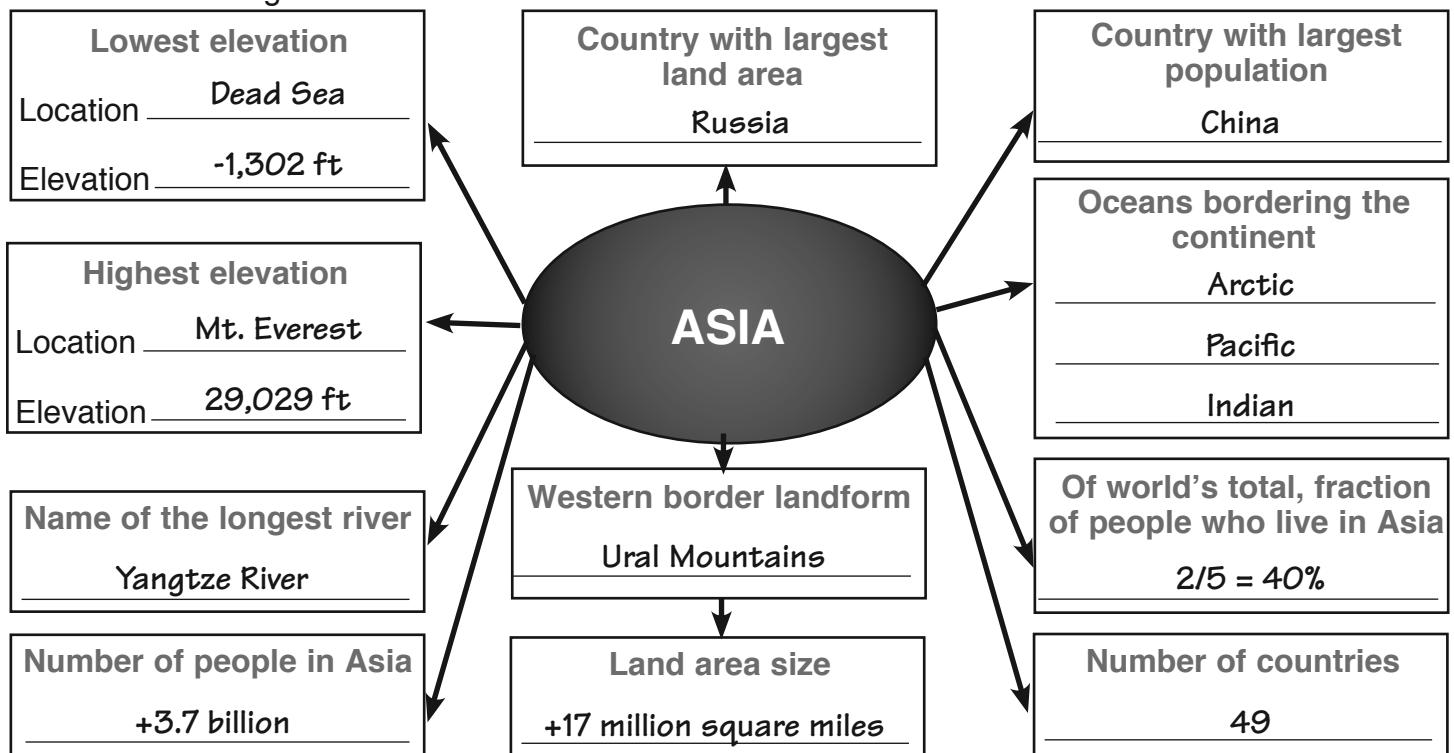 Lowest elevation
Location Dead Sea
Elevation -1,302 ft
Country with largest
land area
Russia
Country with largest
population
China
Highest elevation
Location Mt. Everest
Elevation 29,029 ft
ASIA
Oceans bordering the
continent
Arctic
Pacific
Indian
Name of the longest river
Yangtze River
Western border landform
Ural Mountains
Of world's total, fraction
of people who live in Asia
2/5 = 40%
Number of people in Asia
+3.7 billion
Land area size
+17 million square miles
Number of countries
49